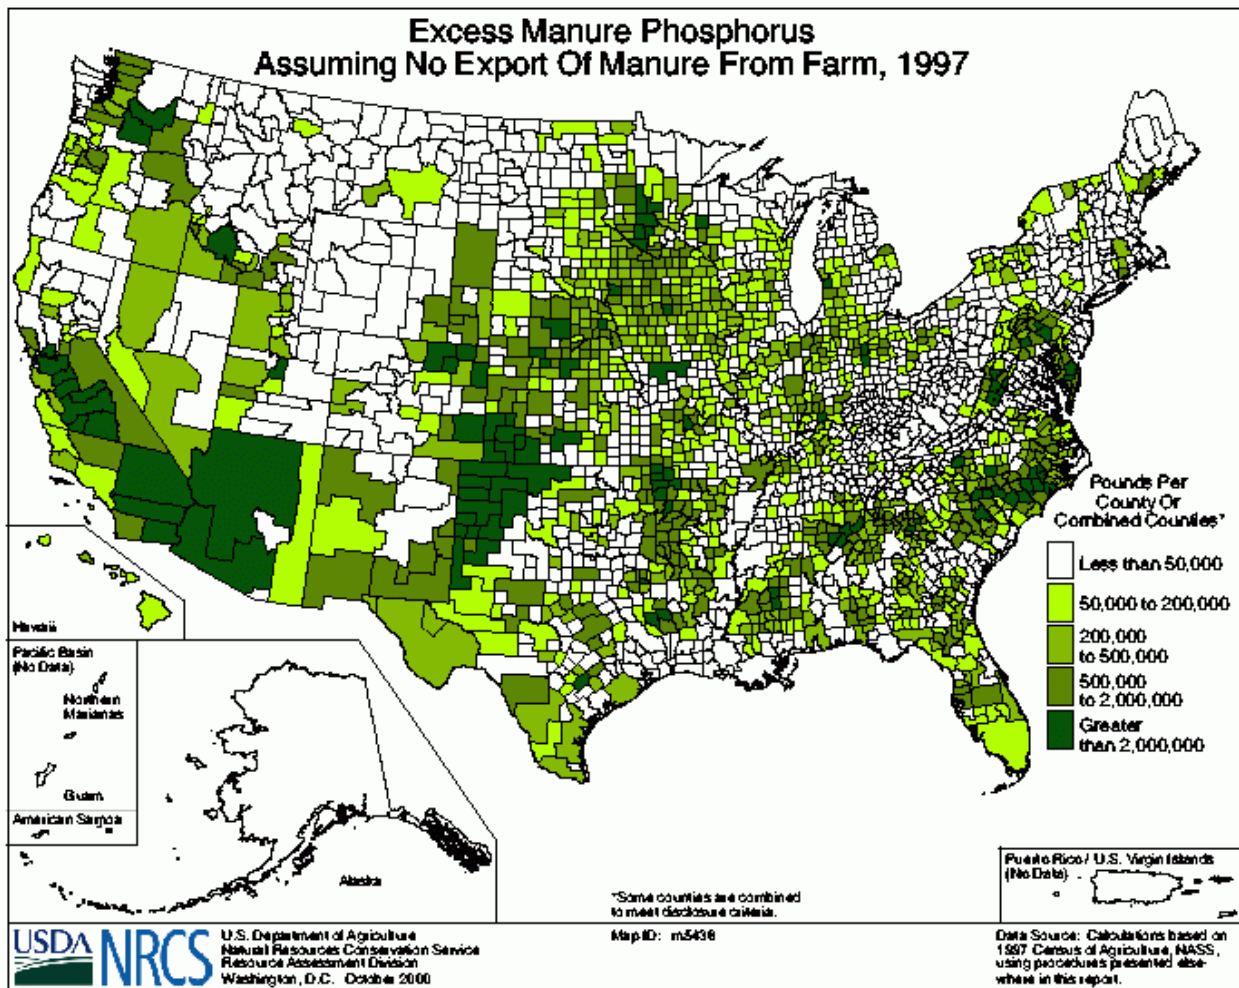 Excess Manure Phosphorus
Assuming No Export Of Manure From Farm, 1997
Pounds Per
County Or
Combined Counties*
Less than 50,000
50,000 to 200,000
200,000
to 500,000
500,000
to 2,000,000
Greater
than 2,000,000
Hawaii
Pacific Basin
(No Data)
Northern
Marianas
Guam
American Samoa
Alaska
*Some counties are combined
to meet disclosure criteria.
Puerto Rico / U.S. Virgin Islands
(No Data)
USDA NRCS
U.S. Department of Agriculture
Natural Resources Conservation Service
Resource Assessment Division
Washington, D.C. October 2000
Map ID: m5436
Data Source: Calculations based on
1997 Census of Agriculture, NASS,
using procedures presented else-
where in this report.